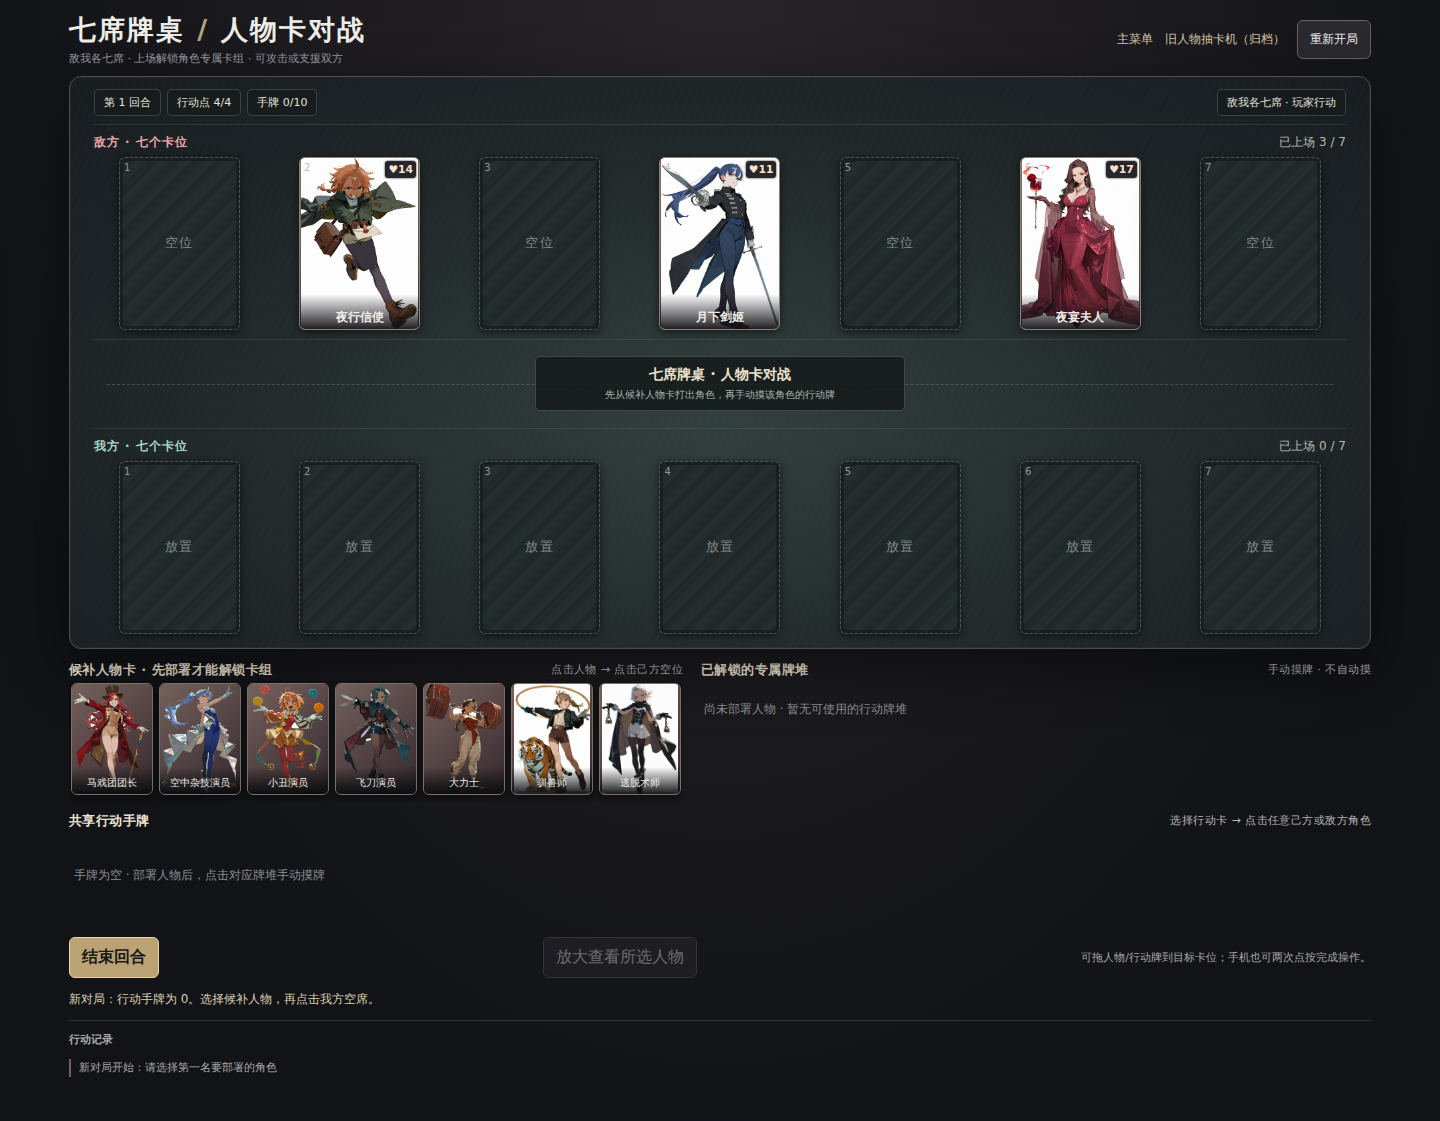 七席牌桌 / 人物卡对战
敌我各七席 · 上场解锁角色专属卡组 · 可攻击或支援双方
主菜单 旧人物抽卡机（归档） 重新开局
第 1 回合 行动点 4/4 手牌 0/10 敌我各七席 · 玩家行动
敌方 · 七个卡位 已上场 3 / 7
1 2 ♥14 3 4 ♥11 5 6 ♥17 7
空位 空位 空位 空位
夜行信使 月下剑姬 夜宴夫人
七席牌桌 · 人物卡对战
先从候补人物卡打出角色，再手动摸该角色的行动牌
我方 · 七个卡位 已上场 0 / 7
1 2 3 4 5 6 7
放置 放置 放置 放置 放置 放置 放置
候补人物卡 · 先部署才能解锁卡组 点击人物 → 点击己方空位 已解锁的专属牌堆 手动摸牌 · 不自动摸
尚未部署人物 · 暂无可使用的行动牌堆
马戏团团长 空中杂技演员 小丑演员 飞刀演员 大力士 驯兽师 逃脱术师
共享行动手牌 选择行动卡 → 点击任意己方或敌方角色
手牌为空 · 部署人物后，点击对应牌堆手动摸牌
结束回合 放大查看所选人物 可拖人物/行动牌到目标卡位；手机也可两次点按完成操作。
新对局：行动手牌为 0。选择候补人物，再点击我方空席。
行动记录
新对局开始：请选择第一名要部署的角色